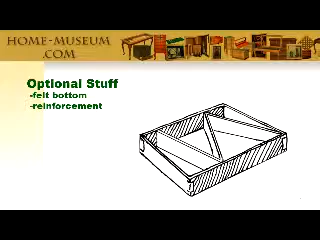 HOME-MUSEUM
.COM
Optional Stuff
-felt bottom
-reinforcement